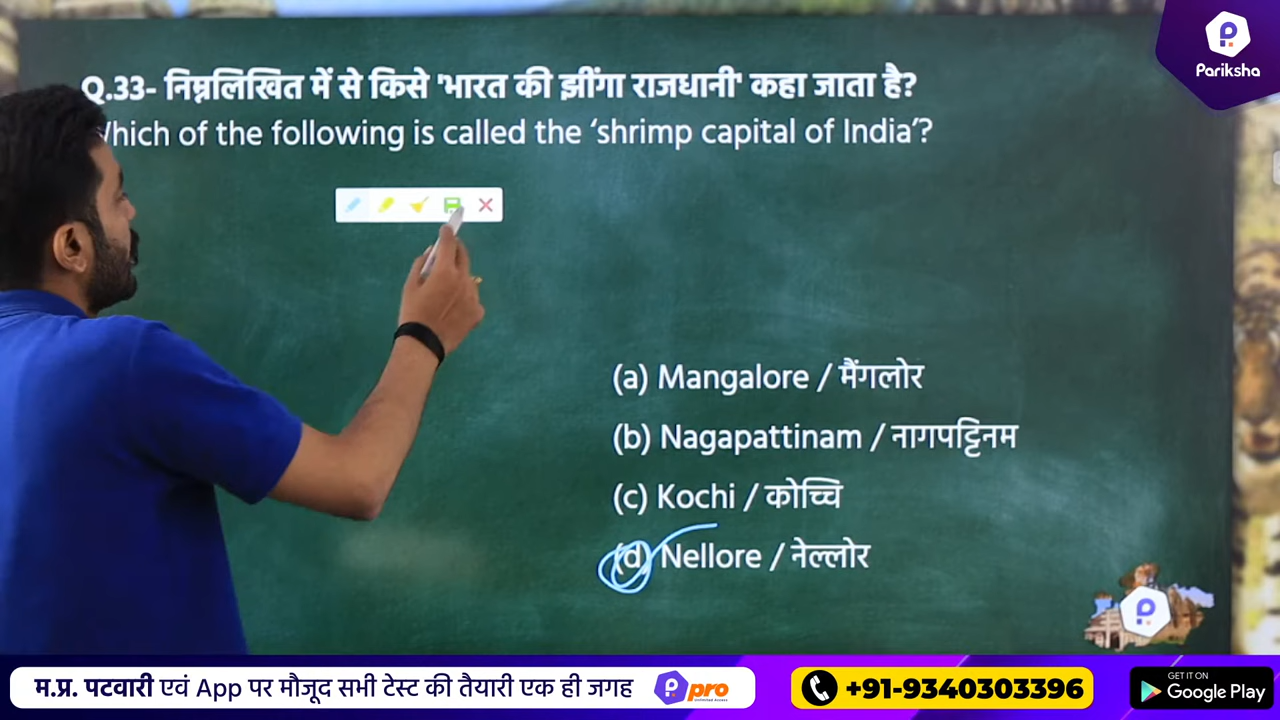 Pariksha
Q.33- निम्नलिखित में से किसे 'भारत की झींगा राजधानी' कहा जाता है?
Which of the following is called the ‘shrimp capital of India’?
(a) Mangalore / मैंगलोर
(b) Nagapattinam / नागपट्टिनम
(c) Kochi / कोच्चि
(d) Nellore / नेल्लोर
म.प्र. पटवारी एवं App पर मौजूद सभी टेस्ट की तैयारी एक ही जगह
pro
+91-9340303396
GET IT ON
Google Play